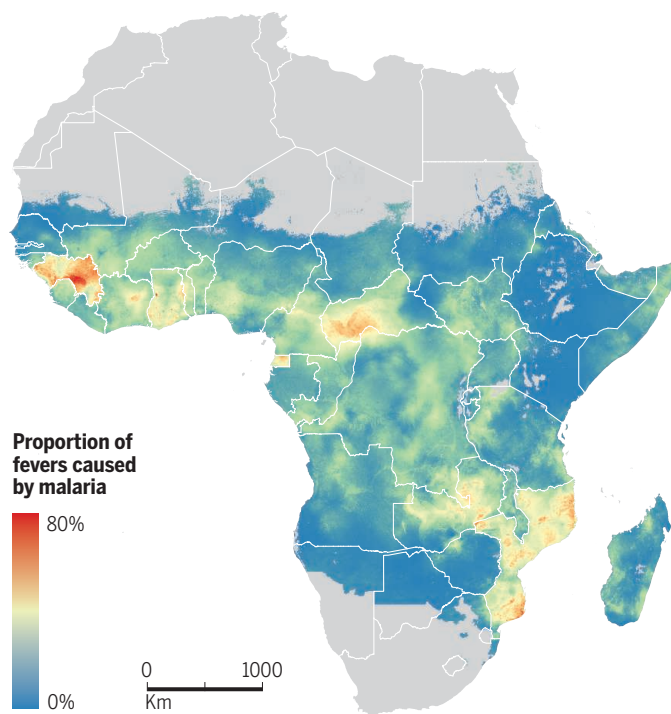 Proportion of
fevers caused
by malaria
80%
0%
0 1000
Km